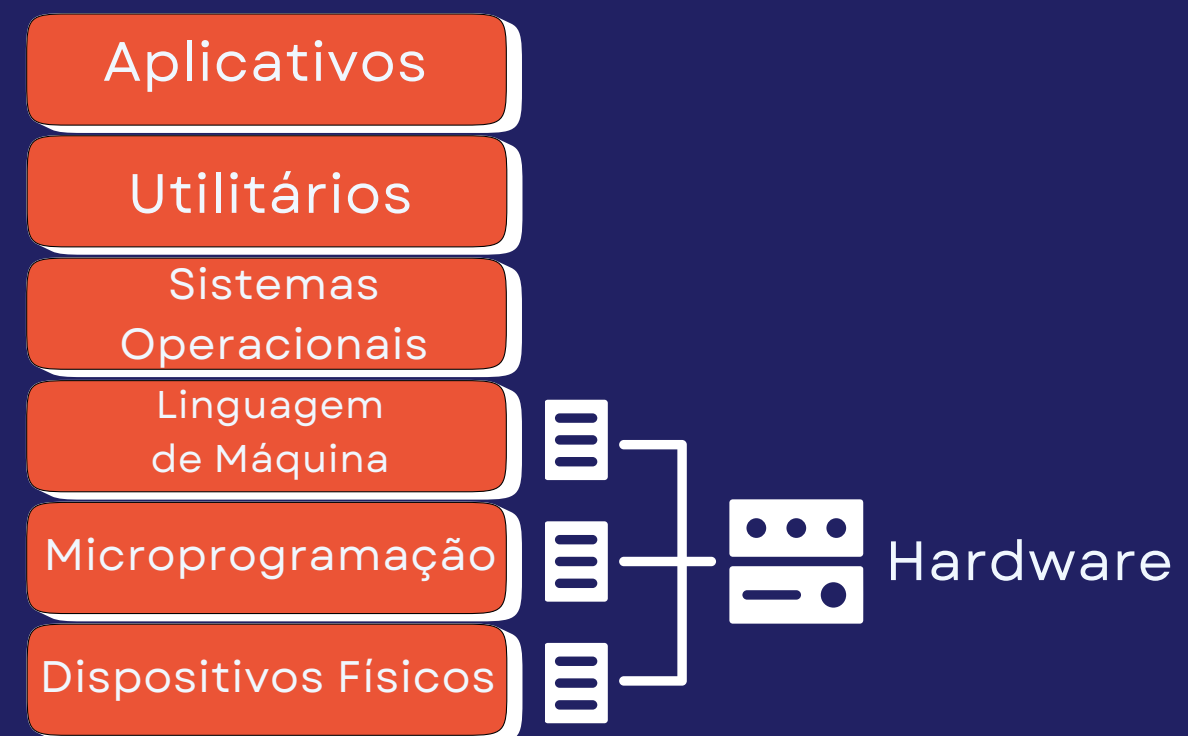 Aplicativos
Utilitários
Sistemas
Operacionais
Linguagem
de Máquina
Microprogramação
Hardware
Dispositivos Físicos